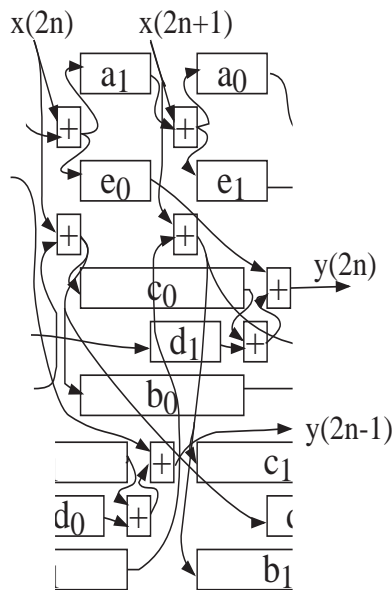 x(2n) x(2n+1)
a₁ a₀
+ +
e₀ e₁
+ +
y(2n)
c₀ +
d₁ +
b₀
y(2n-1)
+ c₁
d₀ +
b₁